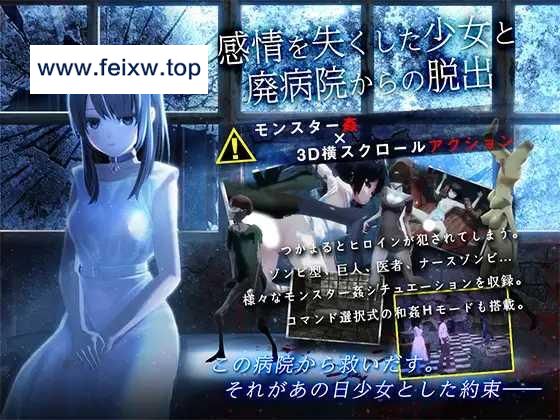 感情を失くした少女と
廃病院からの脱出
www.feixw.top
モンスター姦
×
3D横スクロールアクション
つかまるとヒロインが犯されてしまう。
ゾンビ型、巨人、医者、ナースゾンビ…
様々なモンスター姦シチュエーションを収録。
コマンド選択式の和姦Hモードも搭載。
この病院から救いだす。
それがあの日少女とした約束――